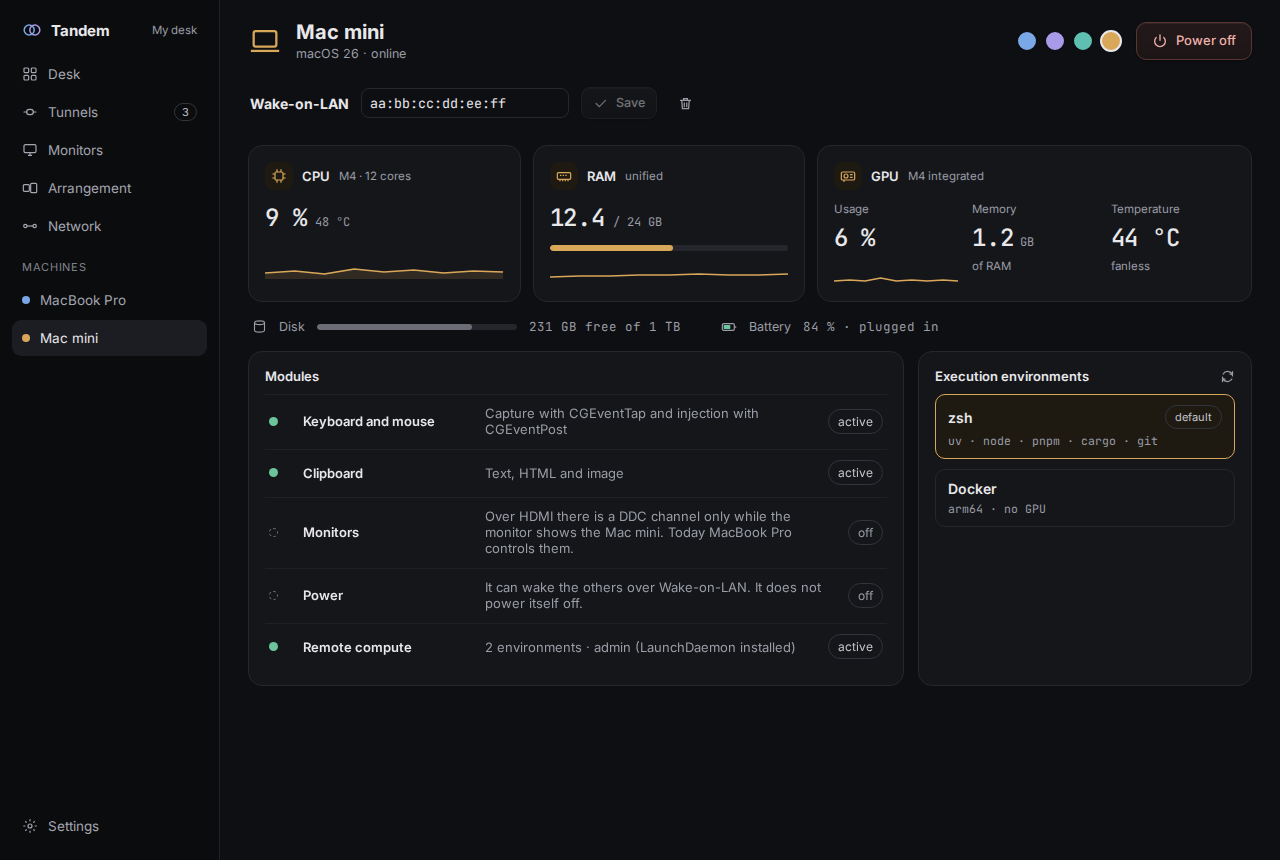 Tandem
My desk
Desk
Tunnels
3
Monitors
Arrangement
Network
MACHINES
MacBook Pro
Mac mini
Settings
Mac mini
macOS 26 · online
Power off
Wake-on-LAN
aa:bb:cc:dd:ee:ff
Save
CPU M4 · 12 cores
9 % 48 °C
RAM unified
12.4 / 24 GB
GPU M4 integrated
Usage
6 %
Memory
1.2 GB
of RAM
Temperature
44 °C
fanless
Disk
231 GB free of 1 TB
Battery 84 % · plugged in
Modules
Keyboard and mouse
Capture with CGEventTap and injection with
CGEventPost
active
Clipboard
Text, HTML and image
active
Monitors
Over HDMI there is a DDC channel only while the
monitor shows the Mac mini. Today MacBook Pro
controls them.
off
Power
It can wake the others over Wake-on-LAN. It does not
power itself off.
off
Remote compute
2 environments · admin (LaunchDaemon installed)
active
Execution environments
zsh
default
uv · node · pnpm · cargo · git
Docker
arm64 · no GPU